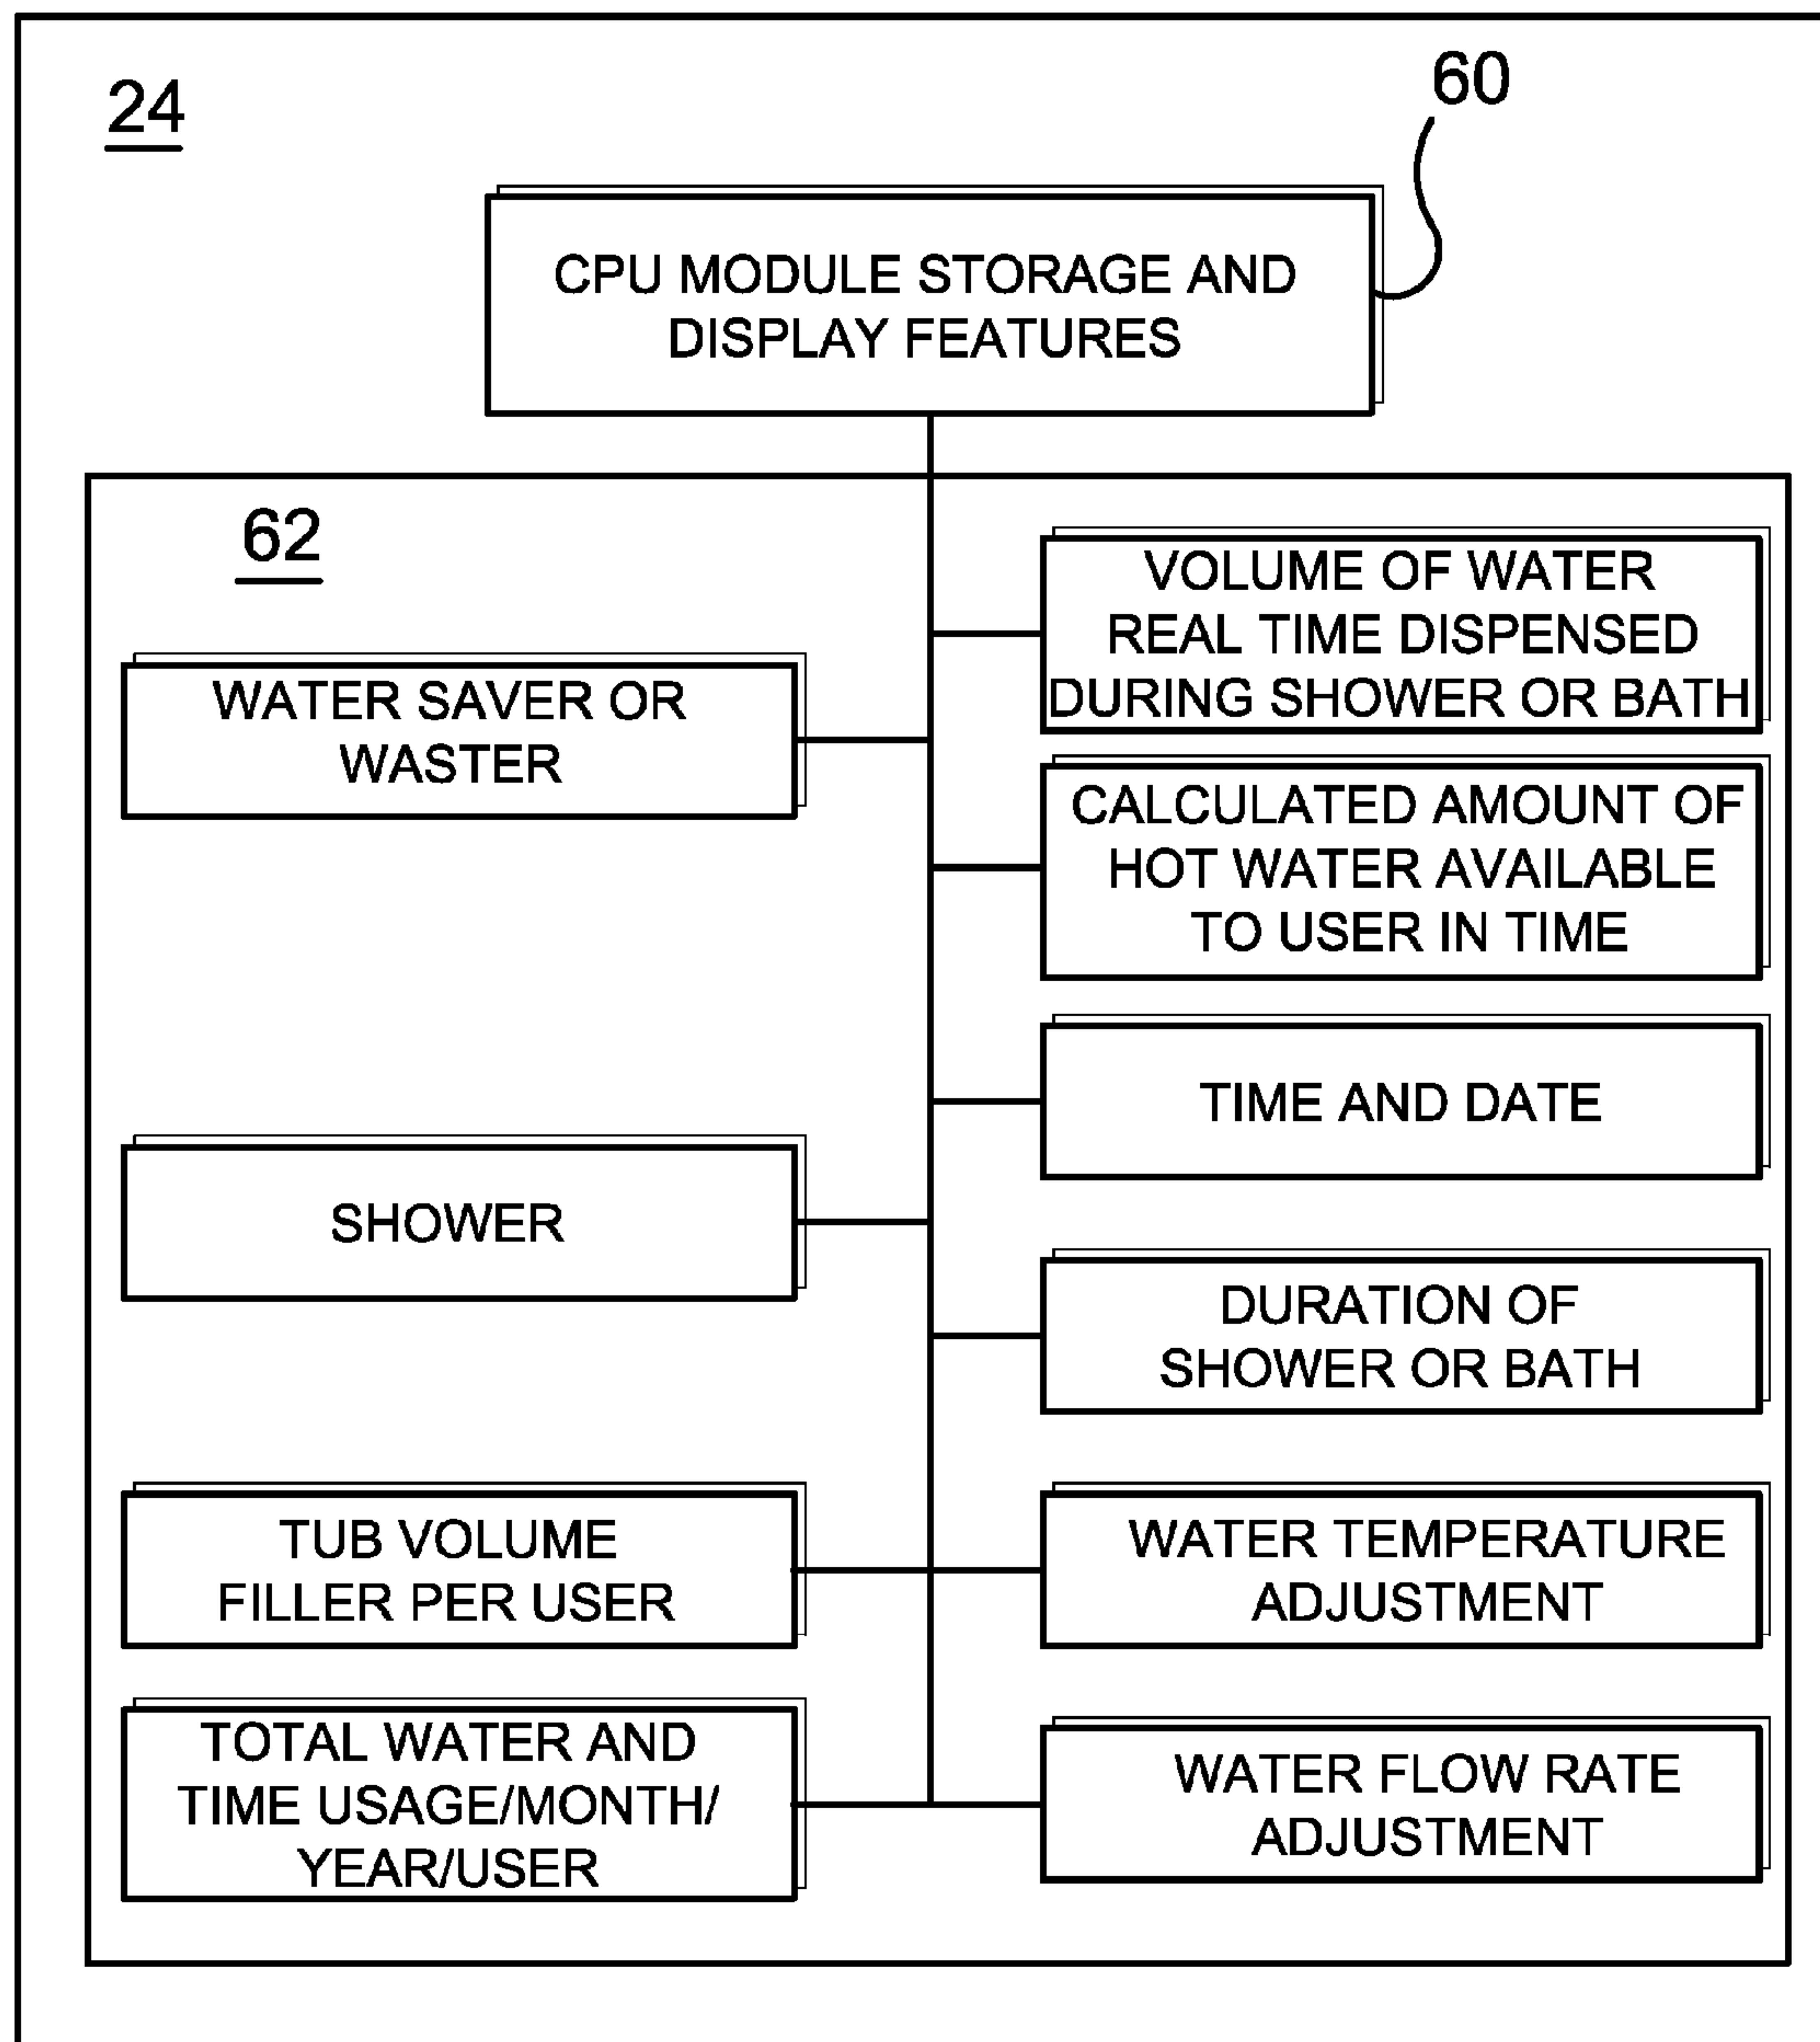 24
60
CPU MODULE STORAGE AND
DISPLAY FEATURES
62
WATER SAVER OR
WASTER
SHOWER
TUB VOLUME
FILLER PER USER
TOTAL WATER AND
TIME USAGE/MONTH/
YEAR/USER
VOLUME OF WATER
REAL TIME DISPENSED
DURING SHOWER OR BATH
CALCULATED AMOUNT OF
HOT WATER AVAILABLE
TO USER IN TIME
TIME AND DATE
DURATION OF
SHOWER OR BATH
WATER TEMPERATURE
ADJUSTMENT
WATER FLOW RATE
ADJUSTMENT